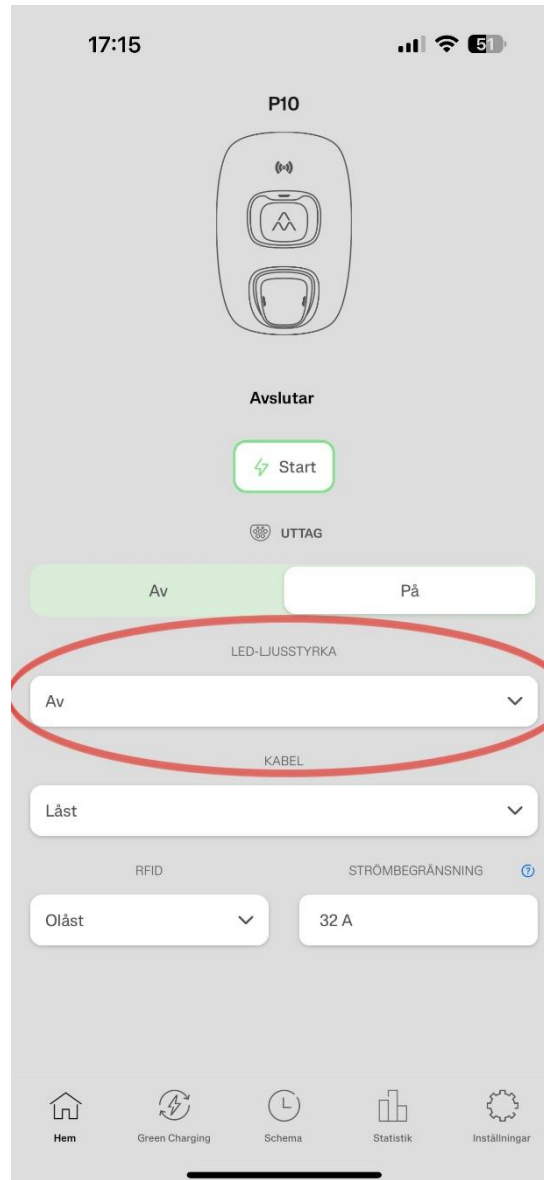 17:15
51
P10
Avslutar
Start
UTTAG
Av På
LED-LJUSSTYRKA
Av
KABEL
Låst
RFID STRÖMBEGRÄNSNING ?
Olåst 32 A
Hem Green Charging Schema Statistik Inställningar